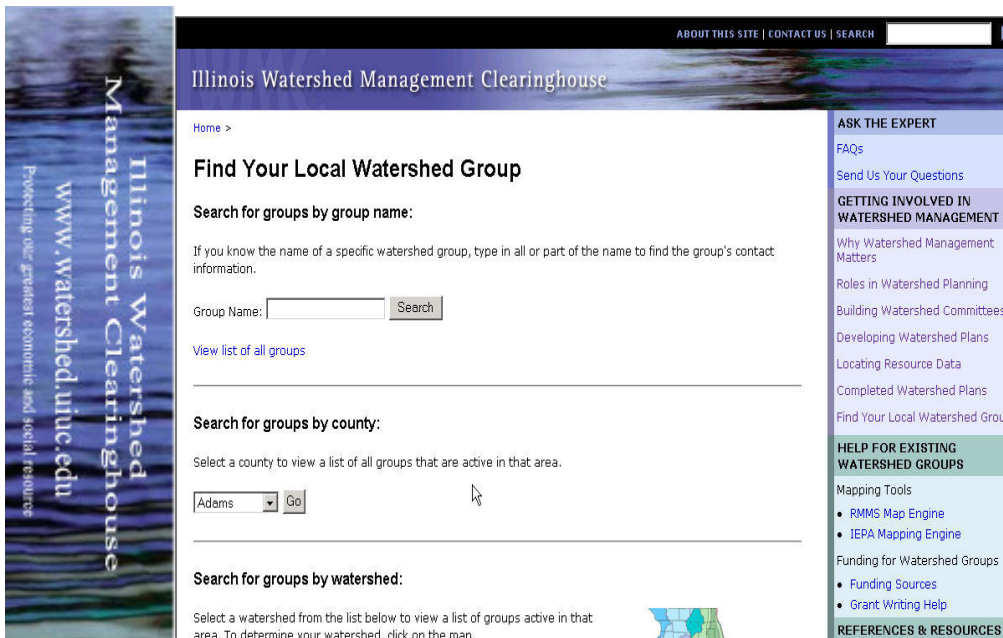 Illinois Watershed
Management Clearinghouse
www.watershed.uiuc.edu
Protecting our greatest economic and social resource
ABOUT THIS SITE | CONTACT US | SEARCH
Illinois Watershed Management Clearinghouse
Home >
Find Your Local Watershed Group
Search for groups by group name:
If you know the name of a specific watershed group, type in all or part of the name to find the group's contact
information.
Group Name: Search
View list of all groups
Search for groups by county:
Select a county to view a list of all groups that are active in that area.
Adams Go
Search for groups by watershed:
Select a watershed from the list below to view a list of groups active in that
area. To determine your watershed, click on the map.
ASK THE EXPERT
FAQs
Send Us Your Questions
GETTING INVOLVED IN
WATERSHED MANAGEMENT
Why Watershed Management
Matters
Roles in Watershed Planning
Building Watershed Committees
Developing Watershed Plans
Locating Resource Data
Completed Watershed Plans
Find Your Local Watershed Grou
HELP FOR EXISTING
WATERSHED GROUPS
Mapping Tools
• RMMS Map Engine
• IEPA Mapping Engine
Funding for Watershed Groups
• Funding Sources
• Grant Writing Help
REFERENCES & RESOURCES